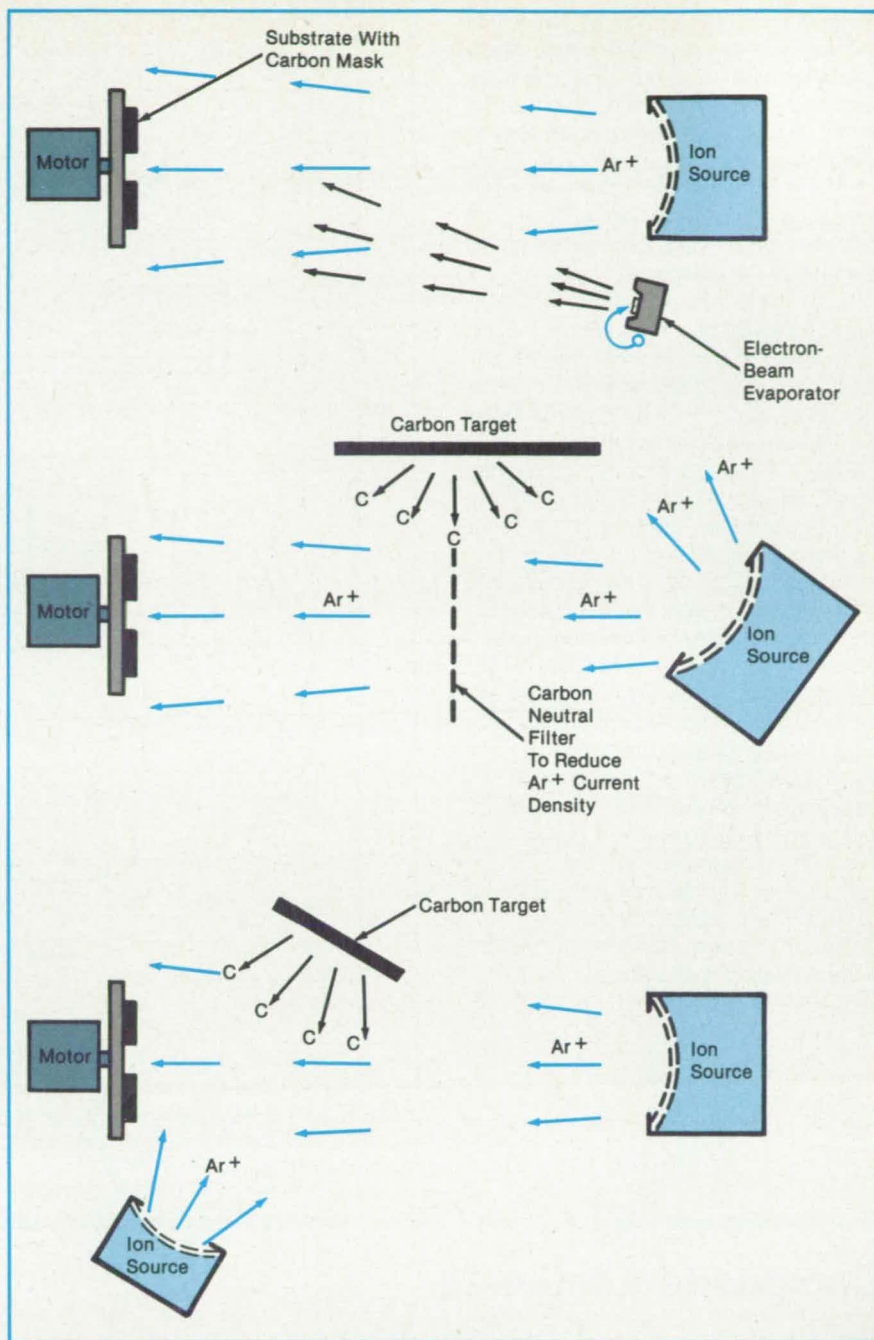 Substrate With
Carbon Mask
Motor
Ar+
Ion
Source
Electron-
Beam
Evaporator
Carbon Target
C
C
C
C
C
Ar+
Ar+
Motor
Ar+
Ar+
Ion
Source
Carbon
Neutral
Filter
To Reduce
Ar+ Current
Density
Carbon Target
C
C
C
C
Motor
Ar+
Ion
Source
Ar+
Ion
Source